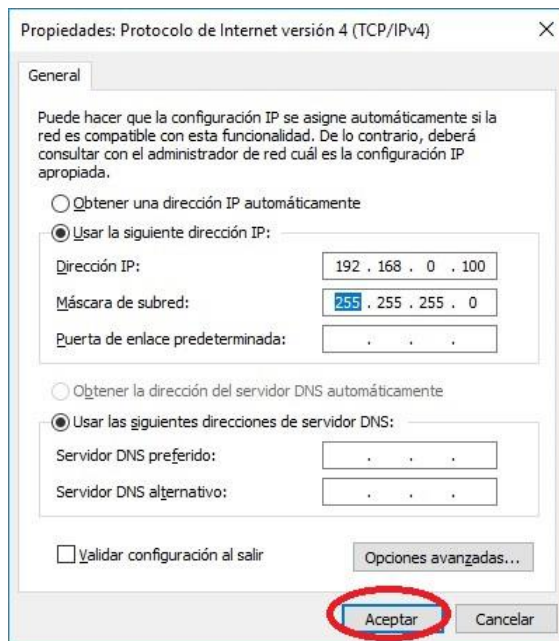 Propiedades: Protocolo de Internet versión 4 (TCP/IPv4)
General
Puede hacer que la configuración IP se asigne automáticamente si la
red es compatible con esta funcionalidad. De lo contrario, deberá
consultar con el administrador de red cuál es la configuración IP
apropiada.
Obtener una dirección IP automáticamente
Usar la siguiente dirección IP:
Dirección IP: 192 . 168 . 0 . 100
Máscara de subred: 255 . 255 . 255 . 0
Puerta de enlace predeterminada: . . .
Obtener la dirección del servidor DNS automáticamente
Usar las siguientes direcciones de servidor DNS:
Servidor DNS preferido: . . .
Servidor DNS alternativo: . . .
Validar configuración al salir Opciones avanzadas...
Aceptar Cancelar